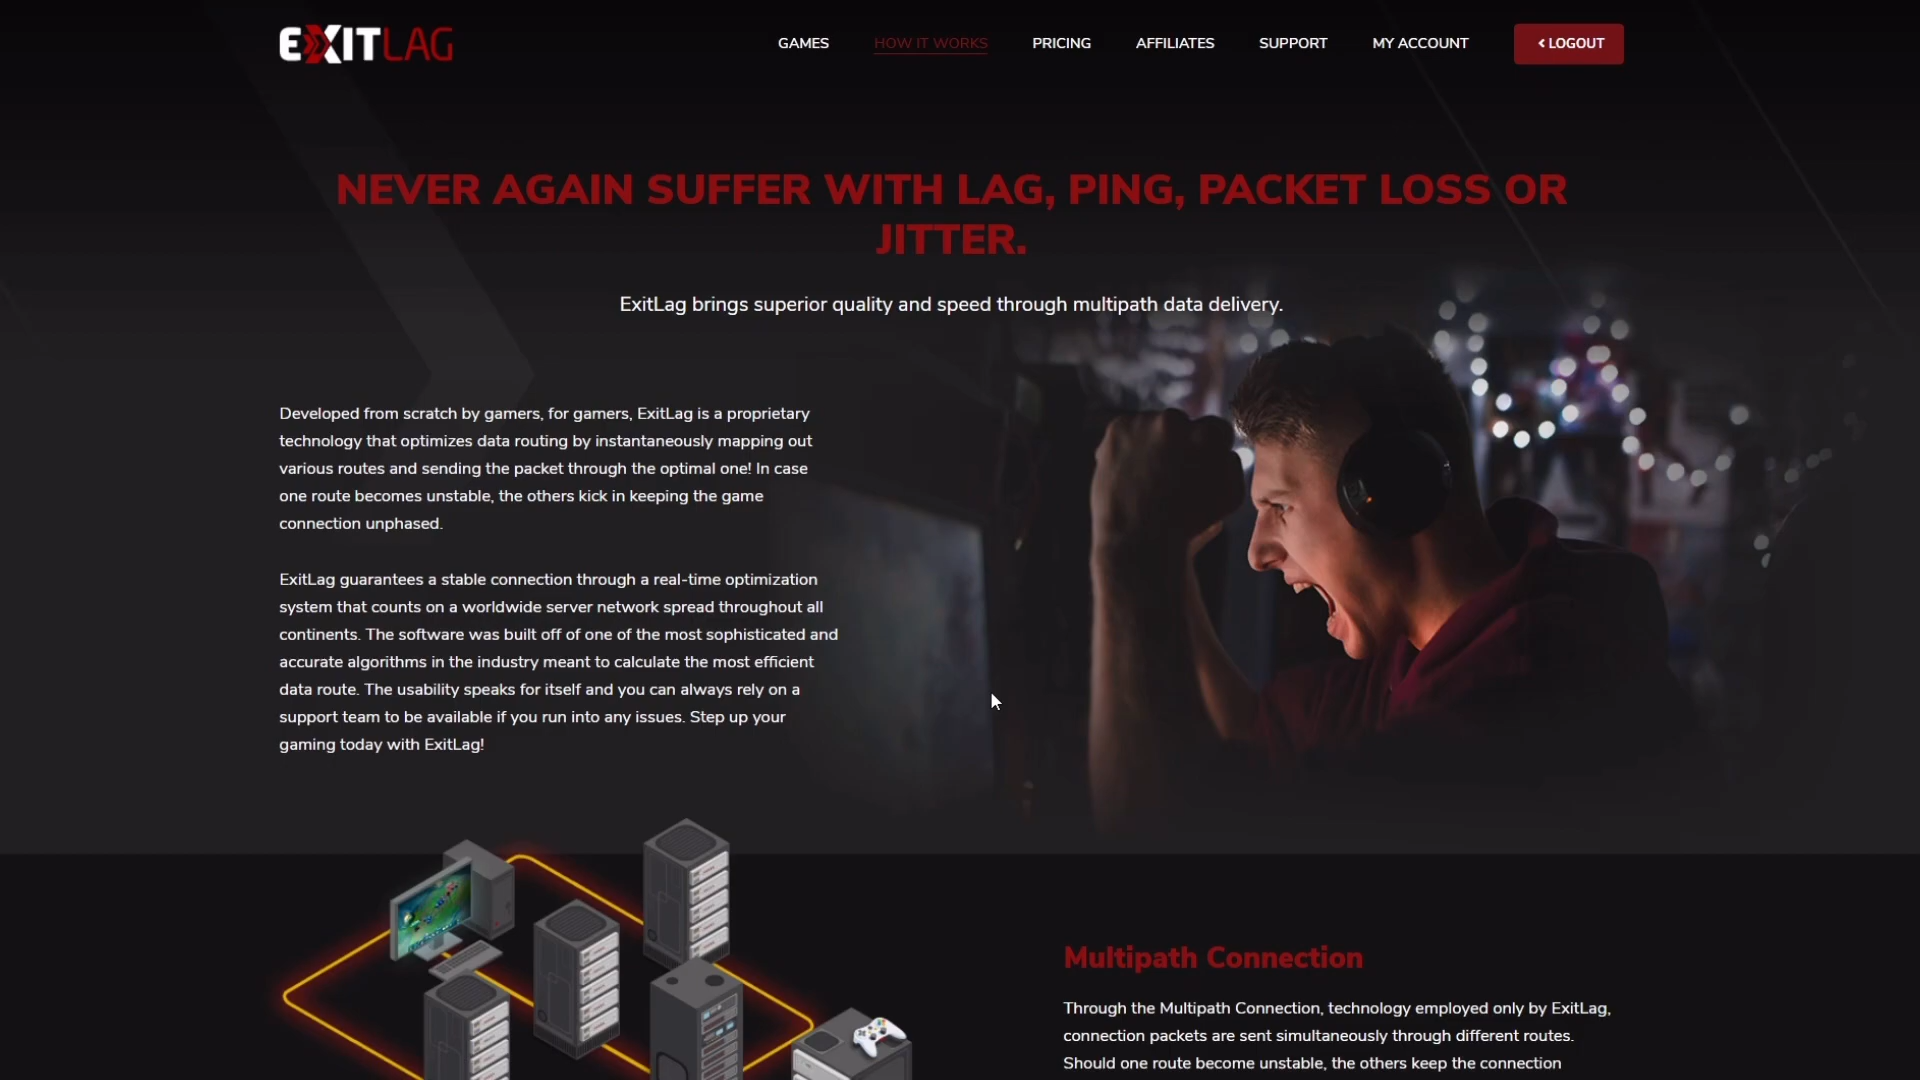 EXITLAG
GAMES
HOW IT WORKS
PRICING
AFFILIATES
SUPPORT
MY ACCOUNT
‹ LOGOUT
NEVER AGAIN SUFFER WITH LAG, PING, PACKET LOSS OR
JITTER.
ExitLag brings superior quality and speed through multipath data delivery.
Developed from scratch by gamers, for gamers, ExitLag is a proprietary
technology that optimizes data routing by instantaneously mapping out
various routes and sending the packet through the optimal one! In case
one route becomes unstable, the others kick in keeping the game
connection unphased.
ExitLag guarantees a stable connection through a real-time optimization
system that counts on a worldwide server network spread throughout all
continents. The software was built off of one of the most sophisticated and
accurate algorithms in the industry meant to calculate the most efficient
data route. The usability speaks for itself and you can always rely on a
support team to be available if you run into any issues. Step up your
gaming today with ExitLag!
Multipath Connection
Through the Multipath Connection, technology employed only by ExitLag,
connection packets are sent simultaneously through different routes.
Should one route become unstable, the others keep the connection